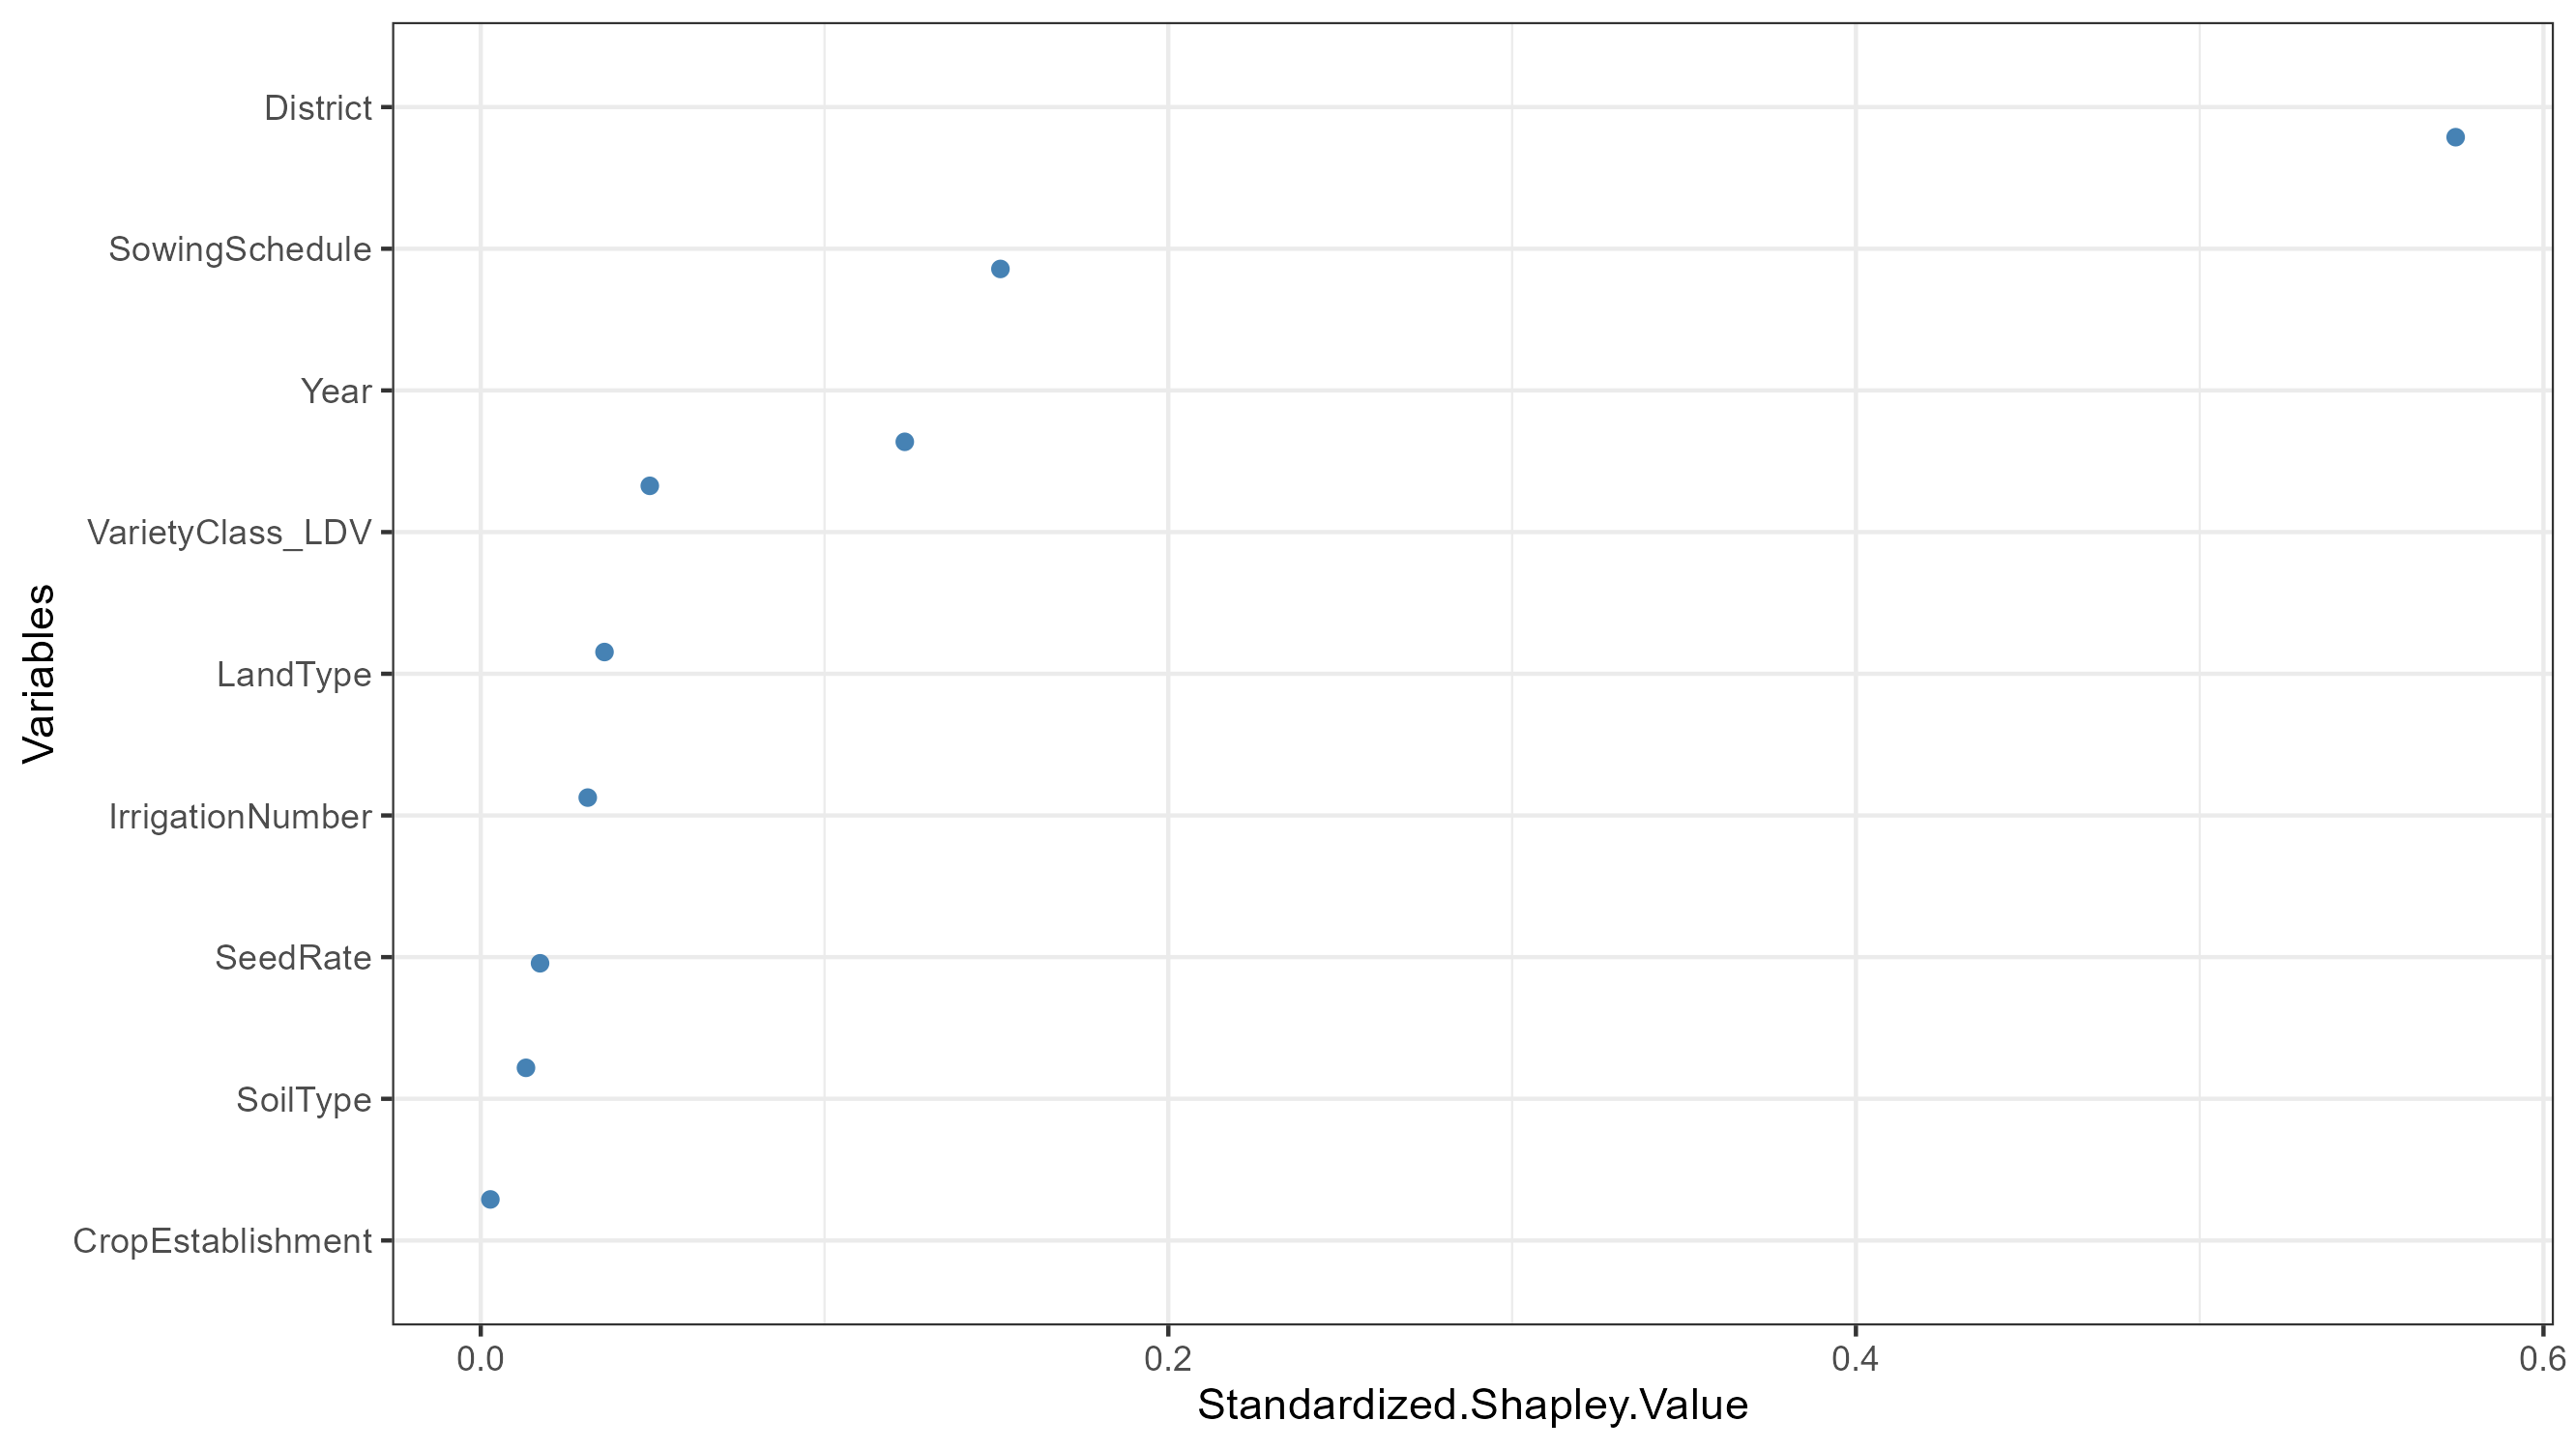 District
SowingSchedule
Year
VarietyClass_LDV
LandType
IrrigationNumber
SeedRate
SoilType
CropEstablishment
Variables
0.0 0.2 0.4 0.6
Standardized.Shapley.Value